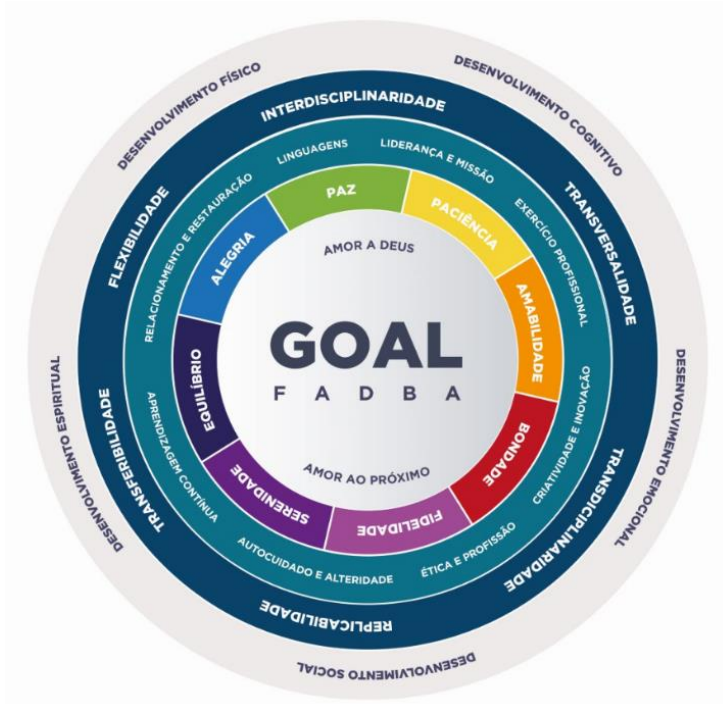 DESENVOLVIMENTO FÍSICO
DESENVOLVIMENTO COGNITIVO
DESENVOLVIMENTO EMOCIONAL
DESENVOLVIMENTO SOCIAL
DESENVOLVIMENTO ESPIRITUAL
INTERDISCIPLINARIDADE
TRANSVERSALIDADE
TRANSDICIPLINARIDADE
REPLICABILIDADE
TRANSFERIBILIDADE
FLEXIBILIDADE
LINGUAGENS
LIDERANÇA E MISSÃO
EXERCÍCIO PROFISSIONAL
CRIATIVIDADE E INOVAÇÃO
ÉTICA E PROFISSÃO
AUTOCUIDADO E ALTERIDADE
APRENDIZAGEM CONTÍNUA
RELACIONAMENTO E RESTAURAÇÃO
PAZ
PACIÊNCIA
AMABILIDADE
BONDADE
FIDELIDADE
SERENIDADE
EQUILÍBRIO
ALEGRIA
AMOR A DEUS
GOAL
FADBA
AMOR AO PRÓXIMO